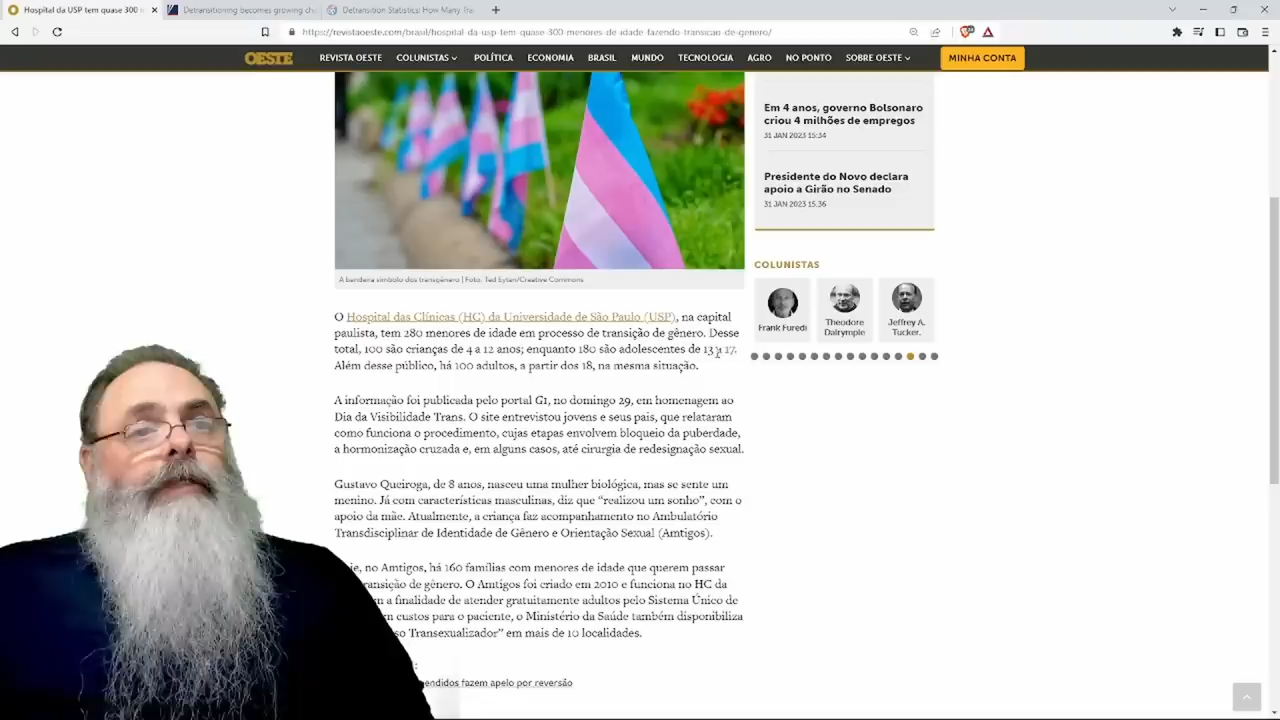 Hospital da USP tem quase 300
Detransitioning becomes growing
Detransition Statistics: How Many
https://revistaoeste.com/brasil/hospital-da-usp-tem-quase-300-menores-de-idade-fazendo-transicao-de-genero/
OESTE
REVISTA OESTE COLUNISTAS POLÍTICA ECONOMIA BRASIL MUNDO TECNOLOGIA AGRO NO PONTO SOBRE OESTE MINHA CONTA
A bandeira símbolo dos transgênero | Foto: Ted Eytan/Creative Commons
O Hospital das Clínicas (HC) da Universidade de São Paulo (USP), na capital
paulista, tem 280 menores de idade em processo de transição de gênero. Desse
total, 100 são crianças de 4 a 12 anos; enquanto 180 são adolescentes de 13 a 17.
Além desse público, há 100 adultos, a partir dos 18, na mesma situação.
A informação foi publicada pelo portal G1, no domingo 29, em homenagem ao
Dia da Visibilidade Trans. O site entrevistou jovens e seus pais, que relataram
como funciona o procedimento, cujas etapas envolvem bloqueio da puberdade,
a hormonização cruzada e, em alguns casos, até cirurgia de redesignação sexual.
Gustavo Queiroga, de 8 anos, nasceu uma mulher biológica, mas se sente um
menino. Já com características masculinas, diz que “realizou um sonho”, com o
apoio da mãe. Atualmente, a criança faz acompanhamento no Ambulatório
Transdisciplinar de Identidade de Gênero e Orientação Sexual (Amtigos).
no Amtigos, há 160 famílias com menores de idade que querem passar
transição de gênero. O Amtigos foi criado em 2010 e funciona no HC da
a finalidade de atender gratuitamente adultos pelo Sistema Único de
custos para o paciente, o Ministério da Saúde também disponibiliza
Transexualizador” em mais de 10 localidades.
fazem apelo por reversão
Em 4 anos, governo Bolsonaro
criou 4 milhões de empregos
31 JAN 2023 15:34
Presidente do Novo declara
apoio a Girão no Senado
31 JAN 2023 15:36
COLUNISTAS
Frank Furedi
Theodore
Dalrymple
Jeffrey A.
Tucker.